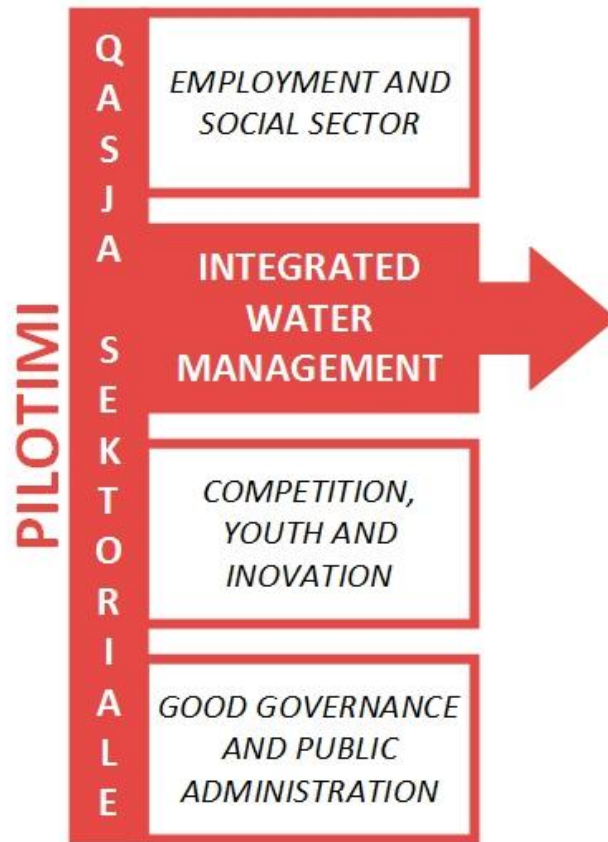 PILOTIMI
QASJA SEKTORIALE
EMPLOYMENT AND
SOCIAL SECTOR
INTEGRATED
WATER
MANAGEMENT
COMPETITION,
YOUTH AND
INOVATION
GOOD GOVERNANCE
AND PUBLIC
ADMINISTRATION